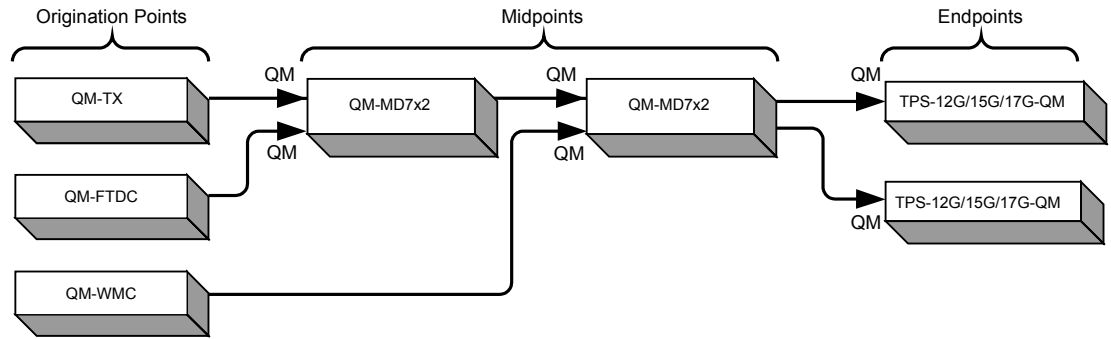 Origination Points
Midpoints
Endpoints
QM-TX
QM
QM-MD7x2
QM
QM-MD7x2
QM
TPS-12G/15G/17G-QM
QM
QM
QM-FTDC
TPS-12G/15G/17G-QM
QM
QM-WMC